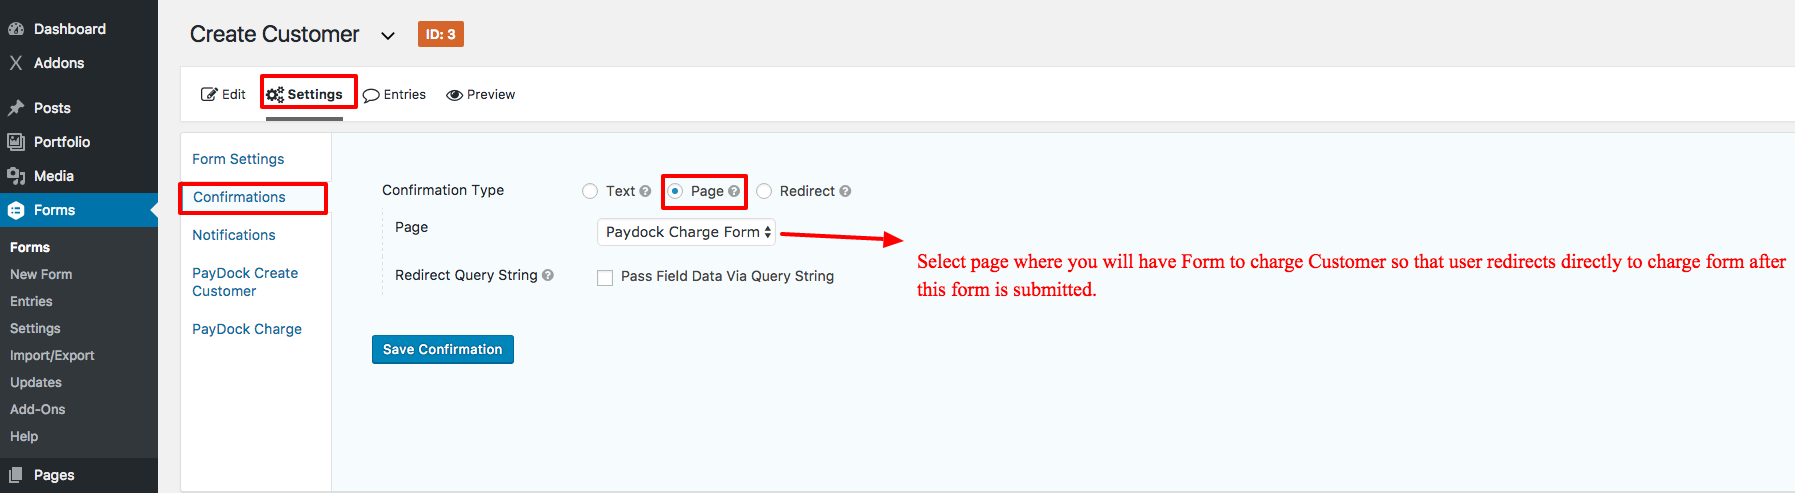 Dashboard
Addons
Posts
Portfolio
Media
Forms
Forms
New Form
Entries
Settings
Import/Export
Updates
Add-Ons
Help
Pages
Create Customer ID: 3
Edit Settings Entries Preview
Form Settings
Confirmations
Notifications
PayDock Create
Customer
PayDock Charge
Confirmation Type Text ? Page ? Redirect ?
Page Paydock Charge Form
Redirect Query String ? Pass Field Data Via Query String
Save Confirmation
Select page where you will have Form to charge Customer so that user redirects directly to charge form after
this form is submitted.